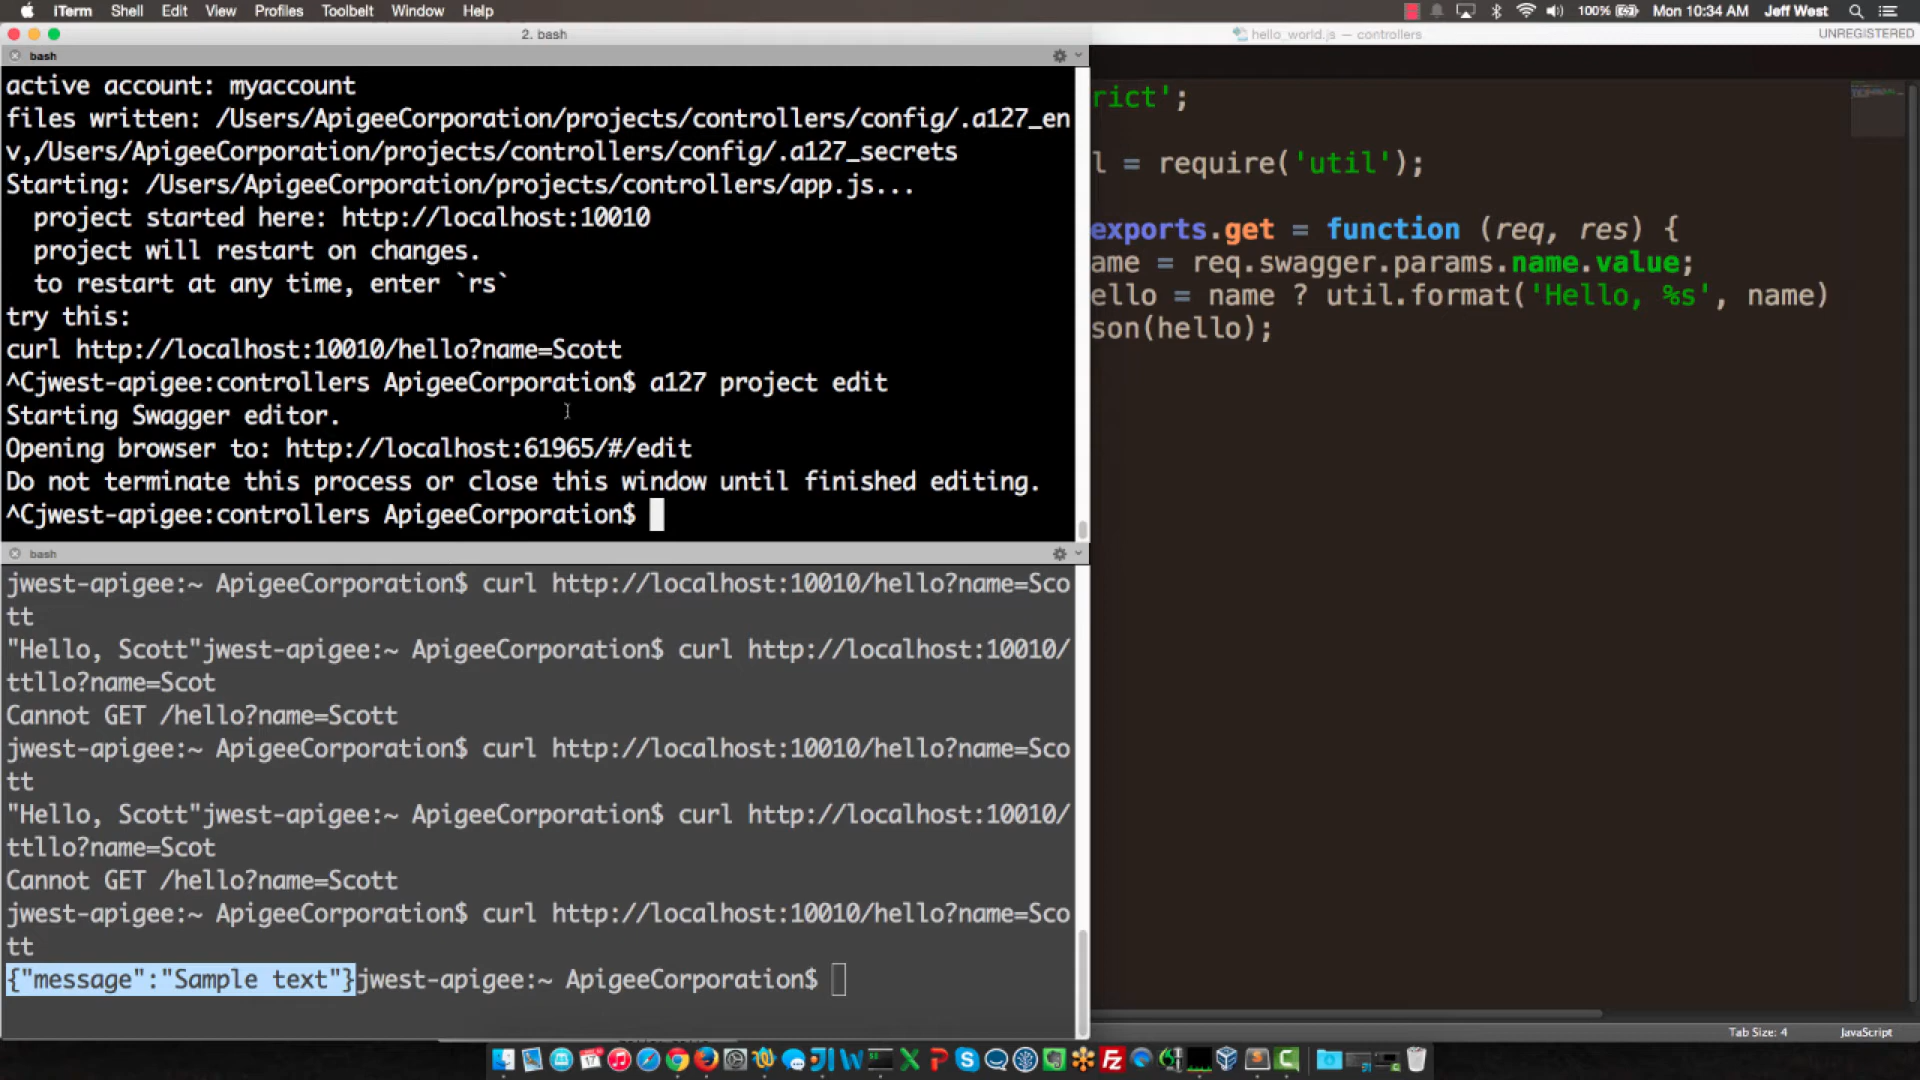 iTerm Shell Edit View Profiles Toolbelt Window Help
100% Mon 10:34 AM Jeff West
2. bash
bash
active account: myaccount
files written: /Users/ApigeeCorporation/projects/controllers/config/.a127_en
v,/Users/ApigeeCorporation/projects/controllers/config/.a127_secrets
Starting: /Users/ApigeeCorporation/projects/controllers/app.js...
  project started here: http://localhost:10010
  project will restart on changes.
  to restart at any time, enter `rs`
try this:
curl http://localhost:10010/hello?name=Scott
^Cjwest-apigee:controllers ApigeeCorporation$ a127 project edit
Starting Swagger editor.
Opening browser to: http://localhost:61965/#/edit
Do not terminate this process or close this window until finished editing.
^Cjwest-apigee:controllers ApigeeCorporation$
bash
jwest-apigee:~ ApigeeCorporation$ curl http://localhost:10010/hello?name=Sco
tt
"Hello, Scott"jwest-apigee:~ ApigeeCorporation$ curl http://localhost:10010/
ttllo?name=Scot
Cannot GET /hello?name=Scott
jwest-apigee:~ ApigeeCorporation$ curl http://localhost:10010/hello?name=Sco
tt
"Hello, Scott"jwest-apigee:~ ApigeeCorporation$ curl http://localhost:10010/
ttllo?name=Scot
Cannot GET /hello?name=Scott
jwest-apigee:~ ApigeeCorporation$ curl http://localhost:10010/hello?name=Sco
tt
{"message":"Sample text"}jwest-apigee:~ ApigeeCorporation$
hello_world.js — controllers
UNREGISTERED
rict';
l = require('util');
exports.get = function (req, res) {
ame = req.swagger.params.name.value;
ello = name ? util.format('Hello, %s', name)
son(hello);
Tab Size: 4 JavaScript